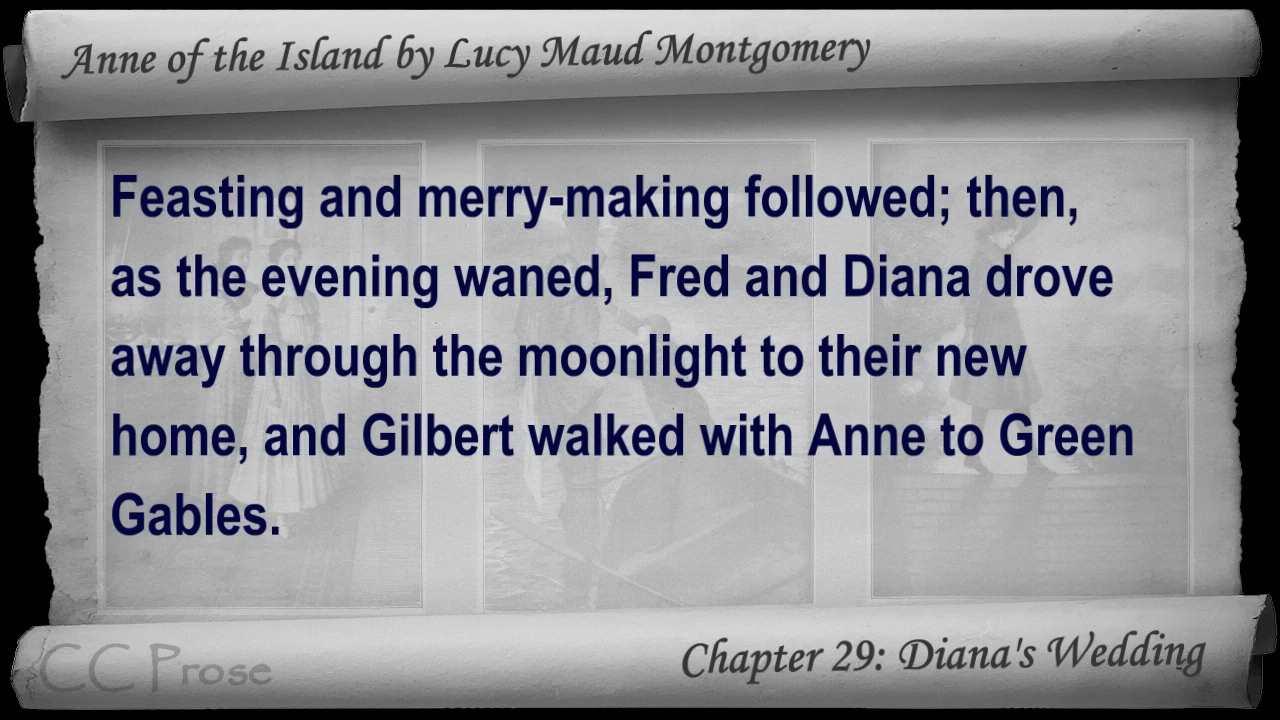 Anne of the Island by Lucy Maud Montgomery
Feasting and merry-making followed; then,
as the evening waned, Fred and Diana drove
away through the moonlight to their new
home, and Gilbert walked with Anne to Green
Gables.
CC Prose
Chapter 29: Diana's Wedding